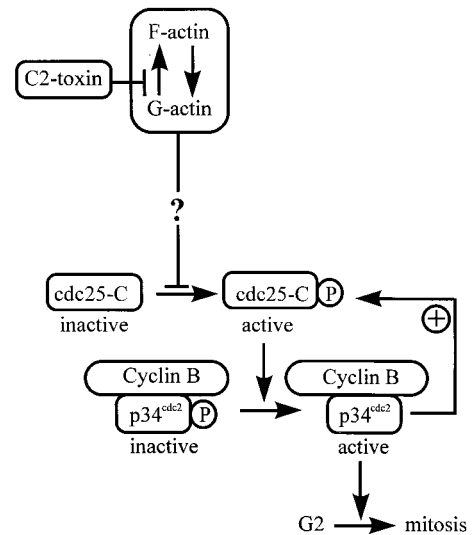 F-actin
C2-toxin
G-actin
?
cdc25-C
cdc25-C P
inactive
active
+
Cyclin B
Cyclin B
p34cdc2 P
p34cdc2
inactive
active
G2
mitosis